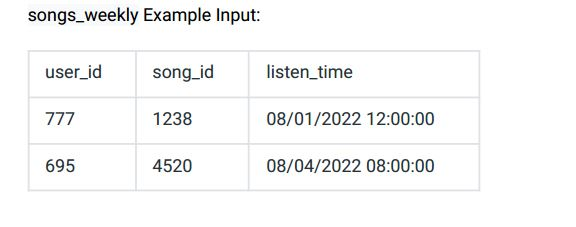 songs_weekly Example Input:
user_id song_id listen_time
777 1238 08/01/2022 12:00:00
695 4520 08/04/2022 08:00:00